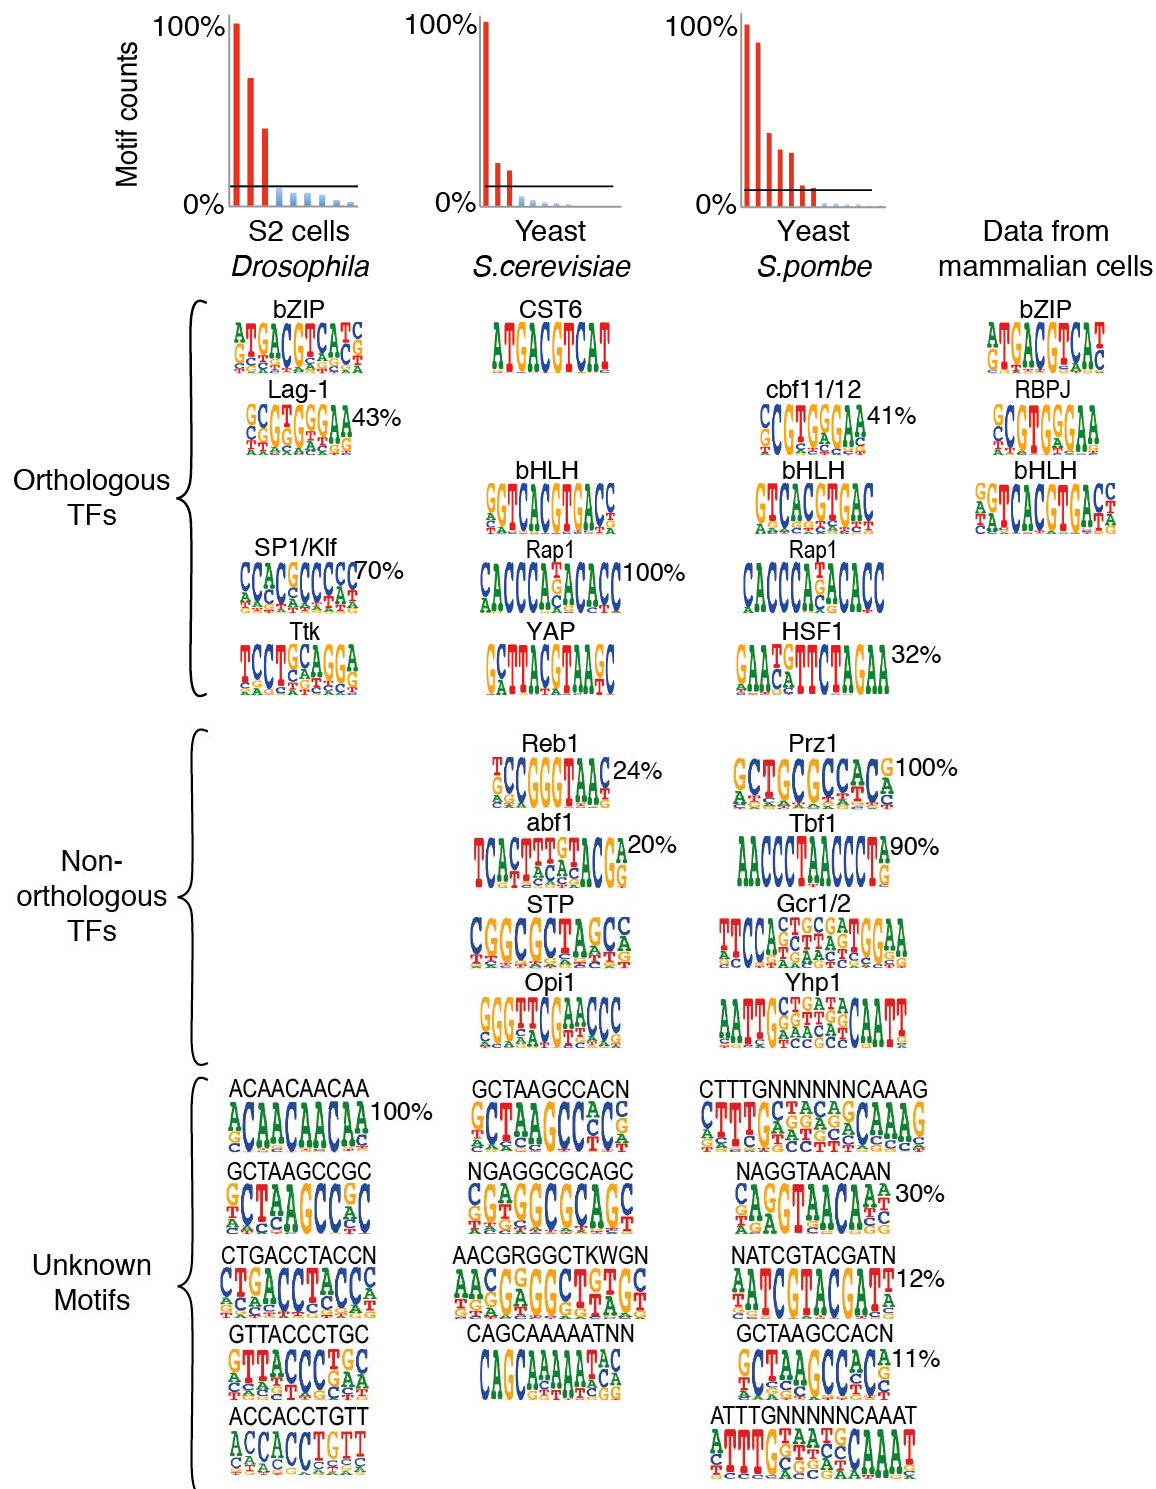 100%
100%
100%
Motif counts
0%
0%
0%
S2 cells
Drosophila
Yeast
S.cerevisiae
Yeast
S.pombe
Data from
mammalian cells
Orthologous
TFs
bZIP
CST6
bZIP
Lag-1
43%
cbf11/12
41%
RBPJ
bHLH
bHLH
bHLH
SP1/Klf
70%
Rap1
100%
Rap1
Ttk
YAP
HSF1
32%
Non-
orthologous
TFs
Reb1
24%
Prz1
100%
abf1
20%
Tbf1
90%
STP
Gcr1/2
Opi1
Yhp1
Unknown
Motifs
ACAACAACAA
100%
GCTAAGCCACN
CTTTGNNNNNNCAAAG
GCTAAGCCGC
NGAGGCGCAGC
NAGGTAACAAN
30%
CTGACCTACCN
AACGRGGCTKWGN
NATCGTACGATN
12%
GTTACCCTGC
CAGCAAAAATNN
GCTAAGCCACN
11%
ACCACCTGTT
ATTTGNNNNNCAAAT